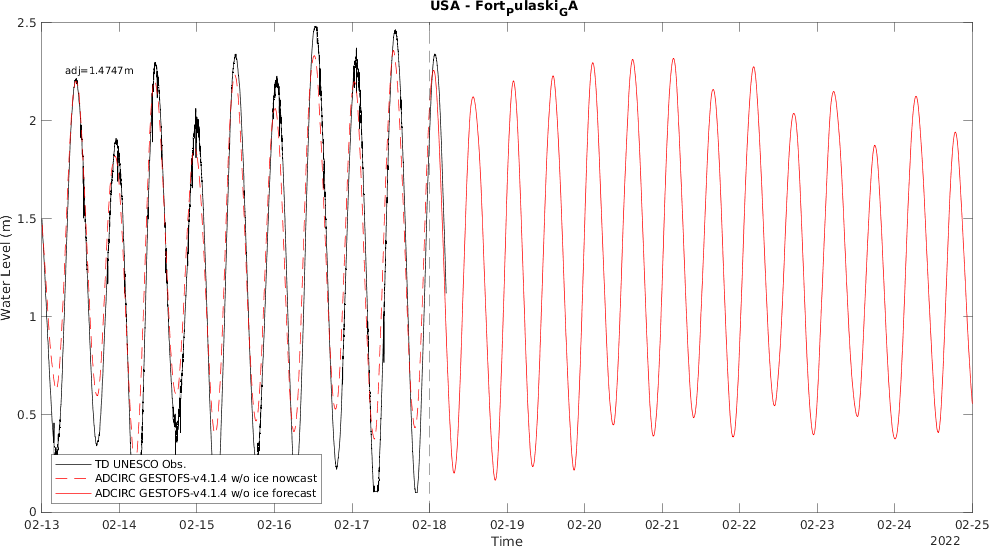 USA - Fort_Pulaski_GA
adj=1.4747m
2.5
2
1.5
1
0.5
0
Water Level (m)
TD UNESCO Obs.
ADCIRC GESTOFS-v4.1.4 w/o ice nowcast
ADCIRC GESTOFS-v4.1.4 w/o ice forecast
02-13 02-14 02-15 02-16 02-17 02-18 02-19 02-20 02-21 02-22 02-23 02-24 02-25
Time
2022